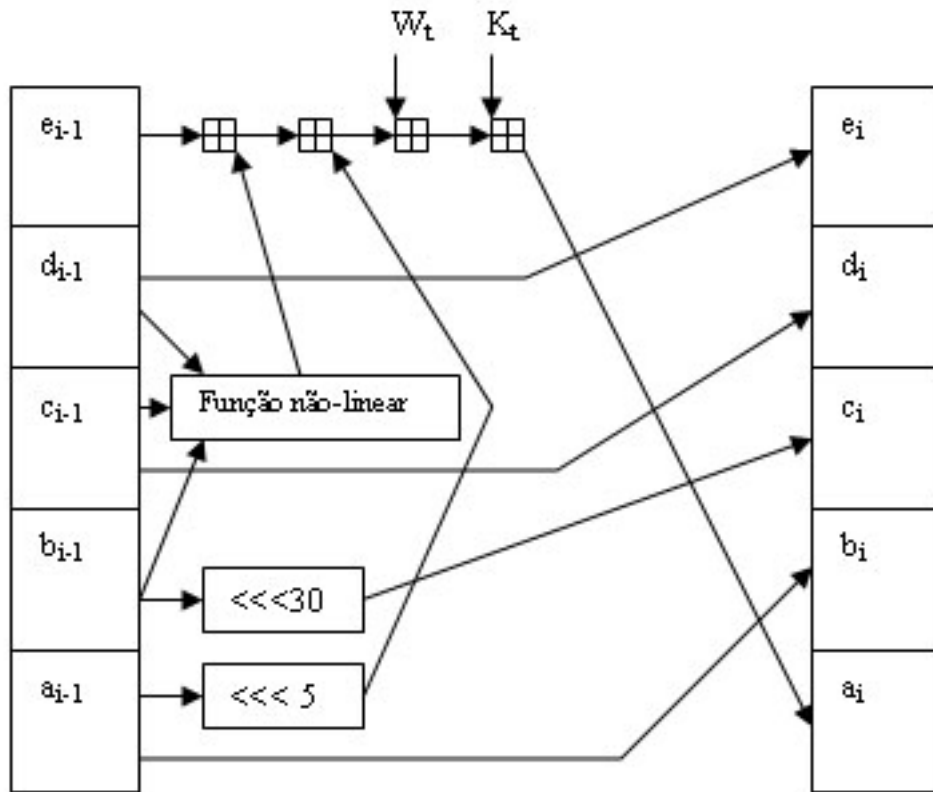 Wt
Kt
ei-1
ei
di-1
di
Função não-linear
ci-1
ci
bi-1
bi
<<<30
ai-1
ai
<<< 5